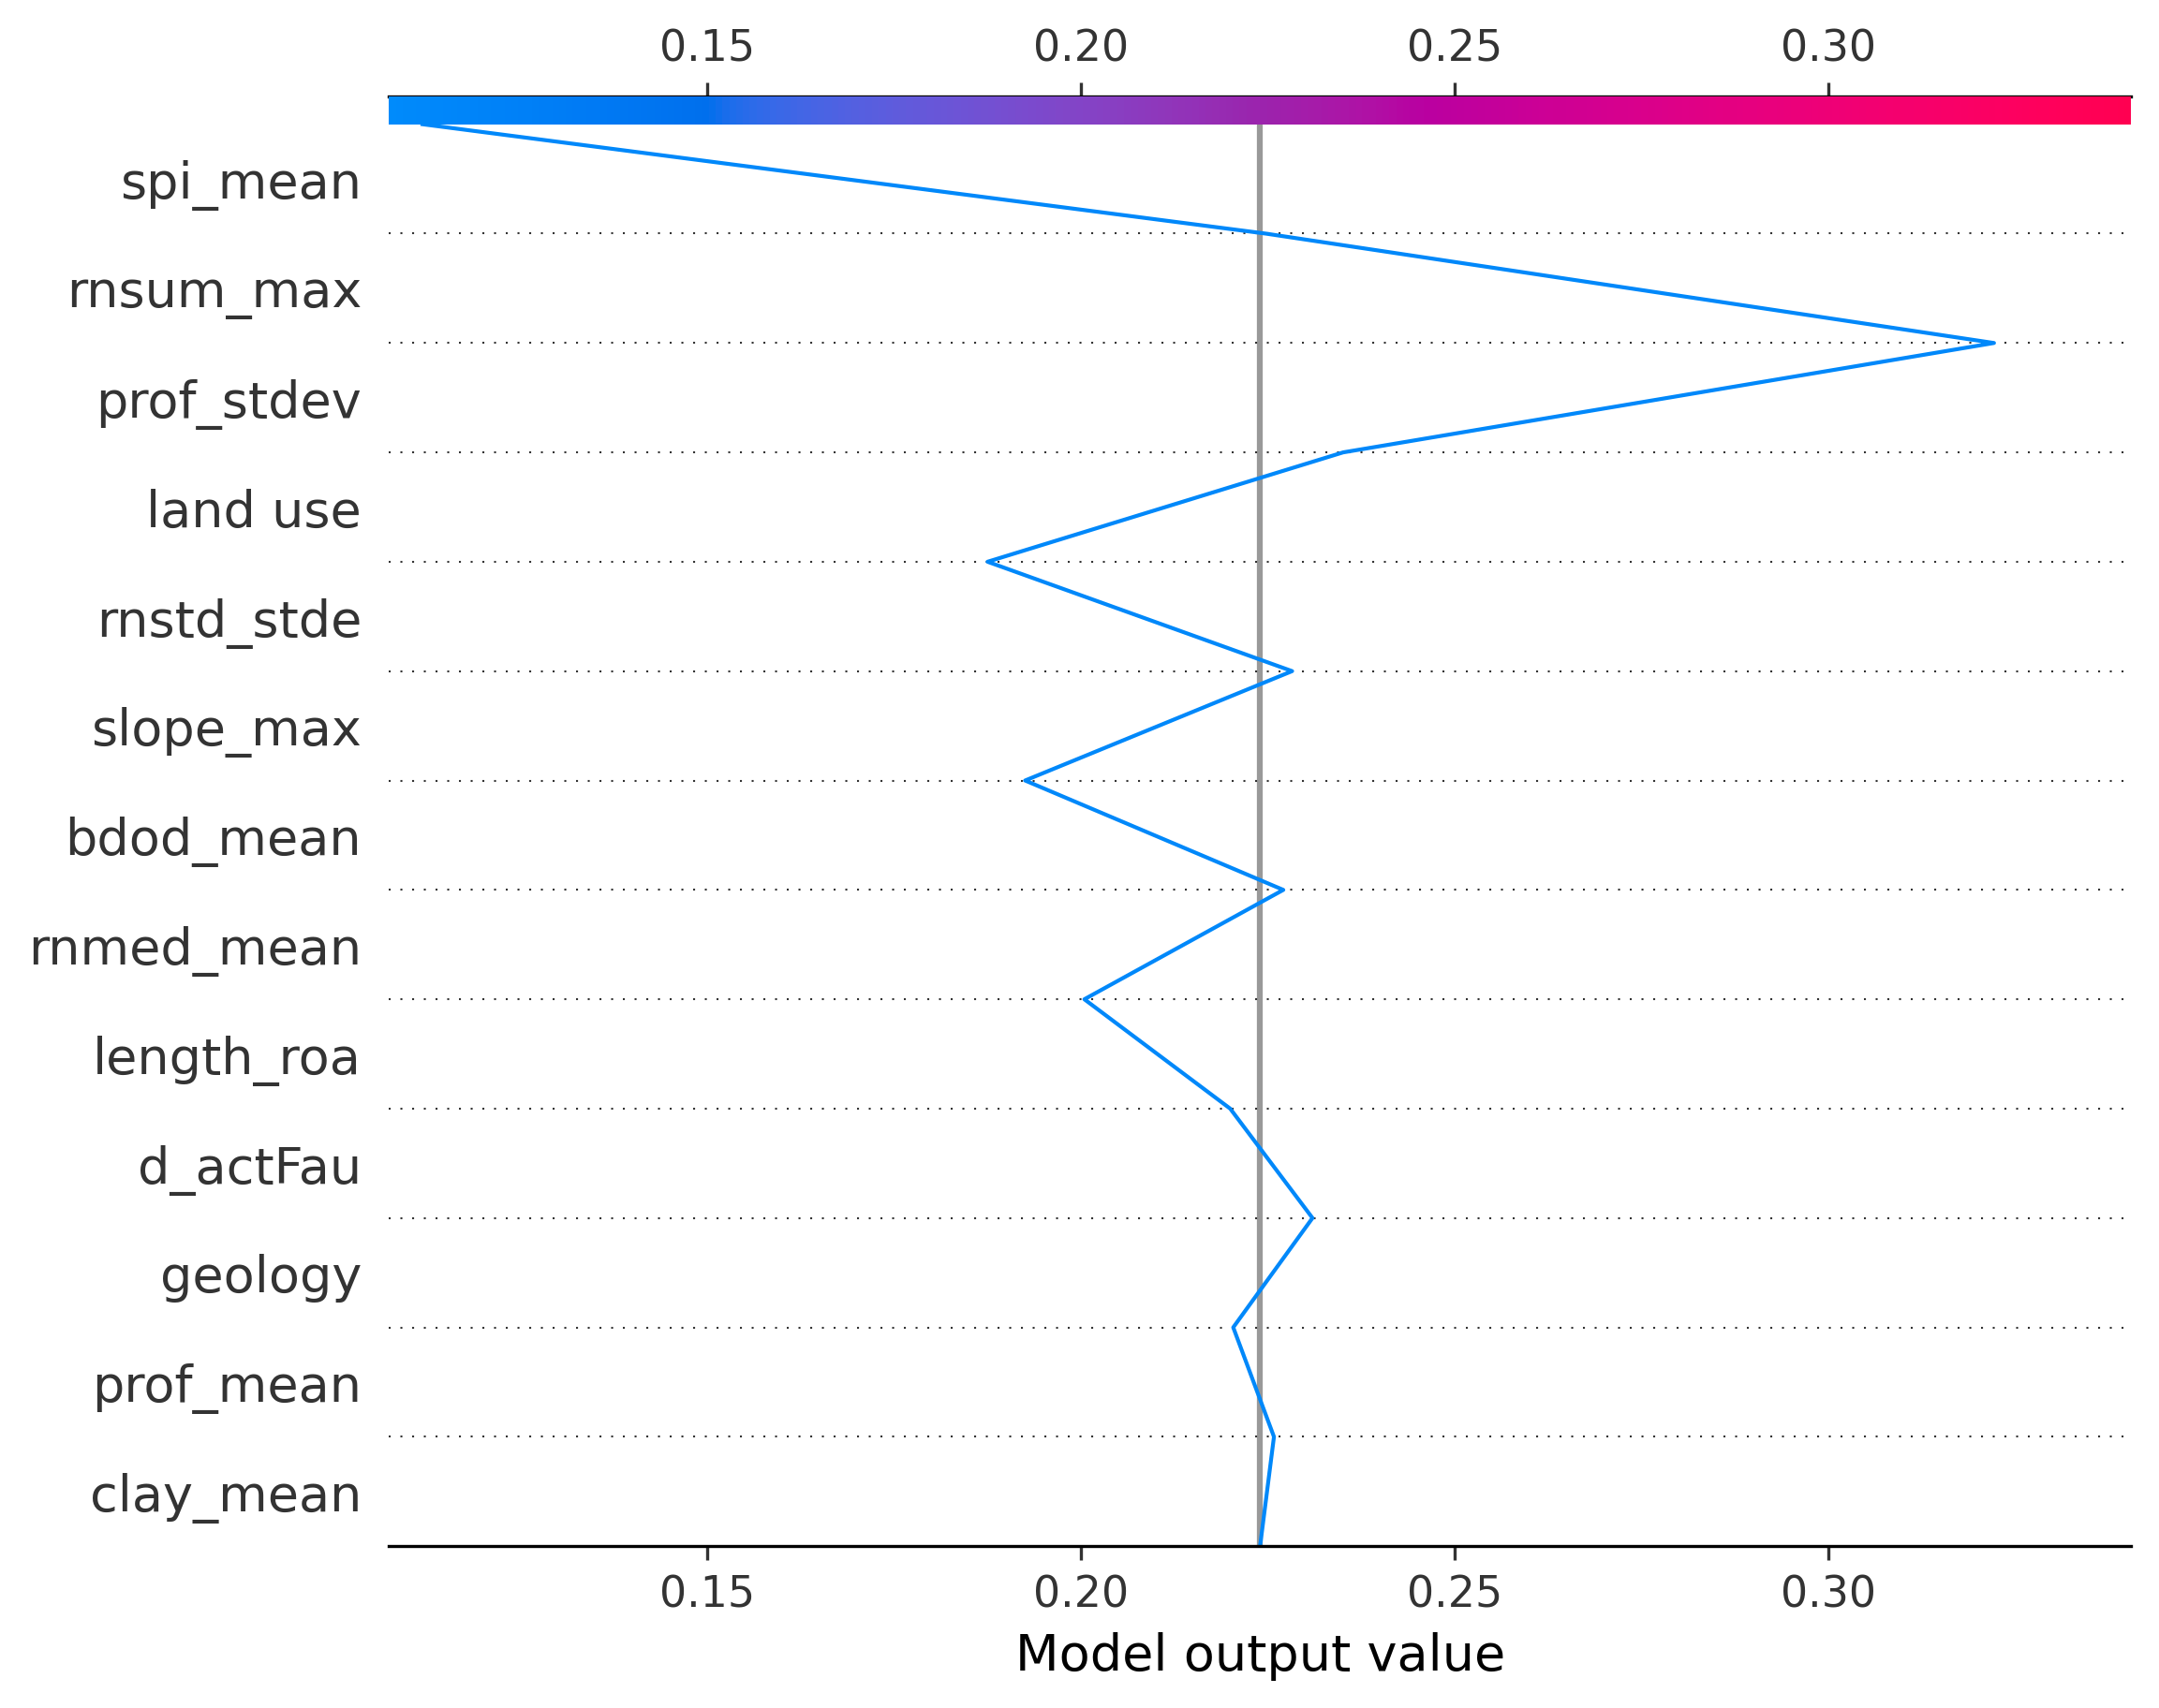 0.15 0.20 0.25 0.30
spi_mean
rnsum_max
prof_stdev
land use
rnstd_stde
slope_max
bdod_mean
rnmed_mean
length_roa
d_actFau
geology
prof_mean
clay_mean
0.15 0.20 0.25 0.30
Model output value